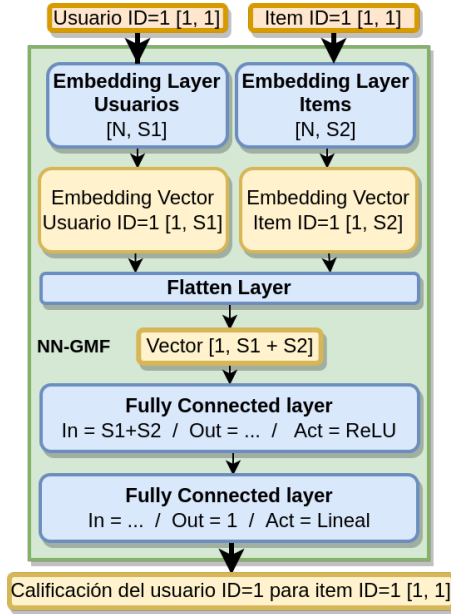 Usuario ID=1 [1, 1]
Item ID=1 [1, 1]
Embedding Layer
Usuarios
[N, S1]
Embedding Layer
Items
[N, S2]
Embedding Vector
Usuario ID=1 [1, S1]
Embedding Vector
Item ID=1 [1, S2]
Flatten Layer
NN-GMF
Vector [1, S1 + S2]
Fully Connected layer
In = S1+S2 / Out = ... / Act = ReLU
Fully Connected layer
In = ... / Out = 1 / Act = Lineal
Calificación del usuario ID=1 para item ID=1 [1, 1]